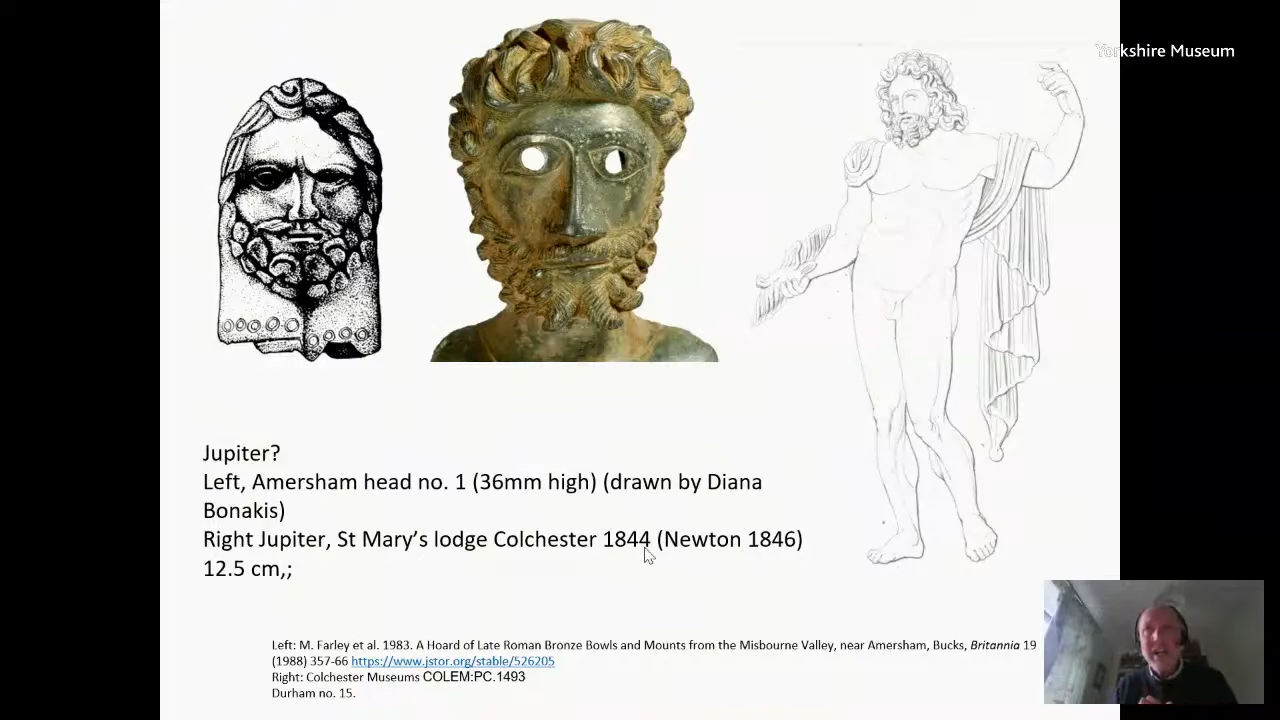 Yorkshire Museum
Jupiter?
Left, Amersham head no. 1 (36mm high) (drawn by Diana
Bonakis)
Right Jupiter, St Mary’s lodge Colchester 1844 (Newton 1846)
12.5 cm,;
Left: M. Farley et al. 1983. A Hoard of Late Roman Bronze Bowls and Mounts from the Misbourne Valley, near Amersham, Bucks, Britannia 19
(1988) 357-66 https://www.jstor.org/stable/526205
Right: Colchester Museums COLEM:PC.1493
Durham no. 15.